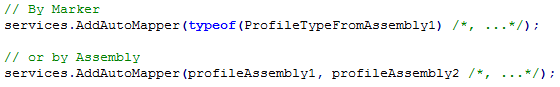 // By Marker
services.AddAutoMapper(typeof(ProfileTypeFromAssembly1) /*, ...*/);
// or by Assembly
services.AddAutoMapper(profileAssembly1, profileAssembly2 /*, ...*/);